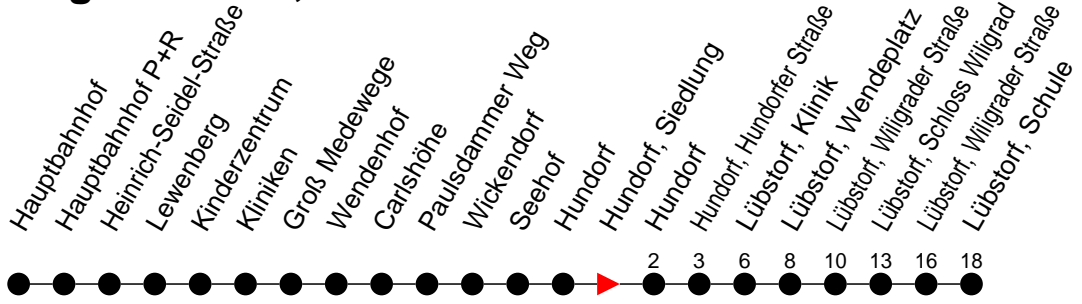 Hauptbahnhof
Hauptbahnhof P+R
Heinrich-Seidel-Straße
Lewenberg
Kinderzentrum
Kliniken
Groß Medewege
Wendenhof
Carlshöhe
Paulsdammer Weg
Wickendorf
Seehof
Hundorf
Hundorf, Siedlung
Hundorf
Hundorf, Hundorfer Straße
Lübstorf, Klinik
Lübstorf, Wendeplatz
Lübstorf, Wiligrader Straße
Lübstorf, Schloss Wiligrad
Lübstorf, Wiligrader Straße
Lübstorf, Schule
2 3 6 8 10 13 16 18